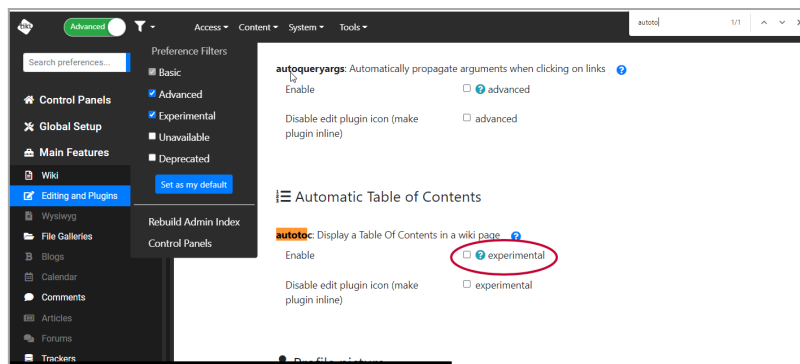 tiki
Advanced
Access
Content
System
Tools
autoto
1/1
Search preferences...
Control Panels
Global Setup
Main Features
Wiki
Editing and Plugins
Wysiwyg
File Galleries
Blogs
Calendar
Comments
Articles
Forums
Trackers
Preference Filters
Basic
Advanced
Experimental
Unavailable
Deprecated
Set as my default
Rebuild Admin Index
Control Panels
autoqueryargs: Automatically propagate arguments when clicking on links ?
Enable ? advanced
Disable edit plugin icon (make advanced
plugin inline)
Automatic Table of Contents
autotoc: Display a Table Of Contents in a wiki page ?
Enable ? experimental
Disable edit plugin icon (make experimental
plugin inline)
Profile picture